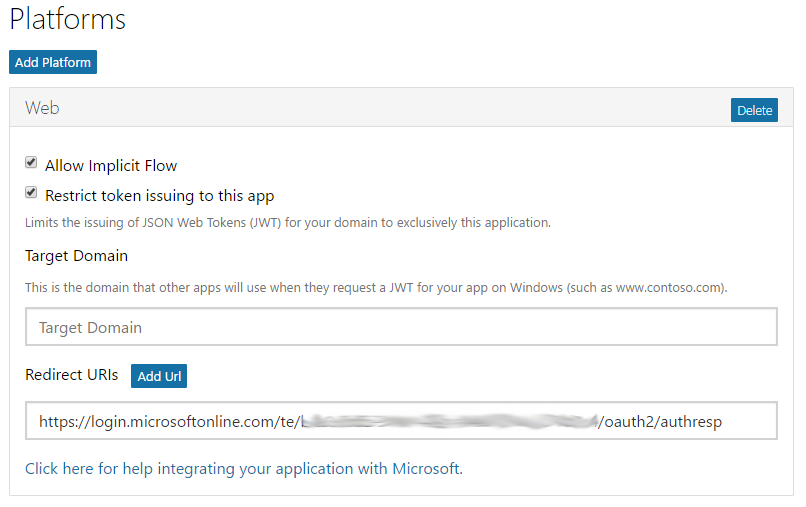 Platforms
Add Platform
Web
Delete
Allow Implicit Flow
Restrict token issuing to this app
Limits the issuing of JSON Web Tokens (JWT) for your domain to exclusively this application.
Target Domain
This is the domain that other apps will use when they request a JWT for your app on Windows (such as www.contoso.com).
Target Domain
Redirect URIs Add Url
https://login.microsoftonline.com/te/ /oauth2/authresp
Click here for help integrating your application with Microsoft.